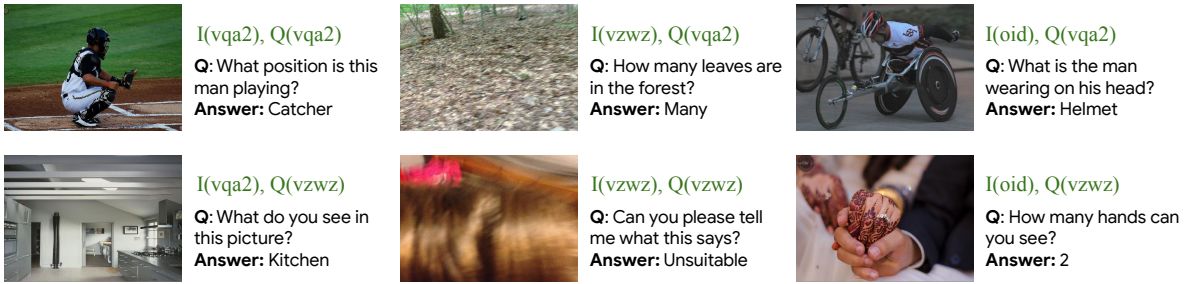 I(vqa2), Q(vqa2)
Q: What position is this
man playing?
Answer: Catcher
I(vzwz), Q(vqa2)
Q: How many leaves are
in the forest?
Answer: Many
I(oid), Q(vqa2)
Q: What is the man
wearing on his head?
Answer: Helmet
I(vqa2), Q(vzwz)
Q: What do you see in
this picture?
Answer: Kitchen
I(vzwz), Q(vzwz)
Q: Can you please tell
me what this says?
Answer: Unsuitable
I(oid), Q(vzwz)
Q: How many hands can
you see?
Answer: 2